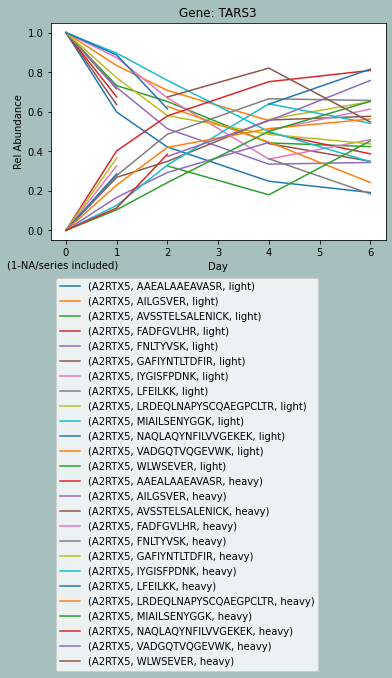 Gene: TARS3
1.0
0.8
0.6
0.4
0.2
0.0
Rel Abundance
0 1 2 3 4 5 6
(1-NA/series included)
Day
(A2RTX5, AAEALAAEAVASR, light)
(A2RTX5, AILGSVER, light)
(A2RTX5, AVSSTELSALENICK, light)
(A2RTX5, FADFGVLHR, light)
(A2RTX5, FNLTYVSK, light)
(A2RTX5, GAFIYNTLTDFIR, light)
(A2RTX5, IYGISFPDNK, light)
(A2RTX5, LFEILKK, light)
(A2RTX5, LRDEQLNAPYSCQAEGPCLTR, light)
(A2RTX5, MIAILSENYGGK, light)
(A2RTX5, NAQLAQYNFILVVGEKEK, light)
(A2RTX5, VADGQTVQGEVWK, light)
(A2RTX5, WLWSEVER, light)
(A2RTX5, AAEALAAEAVASR, heavy)
(A2RTX5, AILGSVER, heavy)
(A2RTX5, AVSSTELSALENICK, heavy)
(A2RTX5, FADFGVLHR, heavy)
(A2RTX5, FNLTYVSK, heavy)
(A2RTX5, GAFIYNTLTDFIR, heavy)
(A2RTX5, IYGISFPDNK, heavy)
(A2RTX5, LFEILKK, heavy)
(A2RTX5, LRDEQLNAPYSCQAEGPCLTR, heavy)
(A2RTX5, MIAILSENYGGK, heavy)
(A2RTX5, NAQLAQYNFILVVGEKEK, heavy)
(A2RTX5, VADGQTVQGEVWK, heavy)
(A2RTX5, WLWSEVER, heavy)